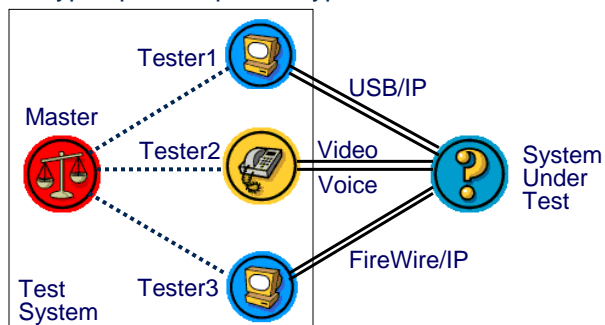 Tester1
USB/IP
Master
Tester2
Video
Voice
System
Under
Test
FireWire/IP
Tester3
Test
System